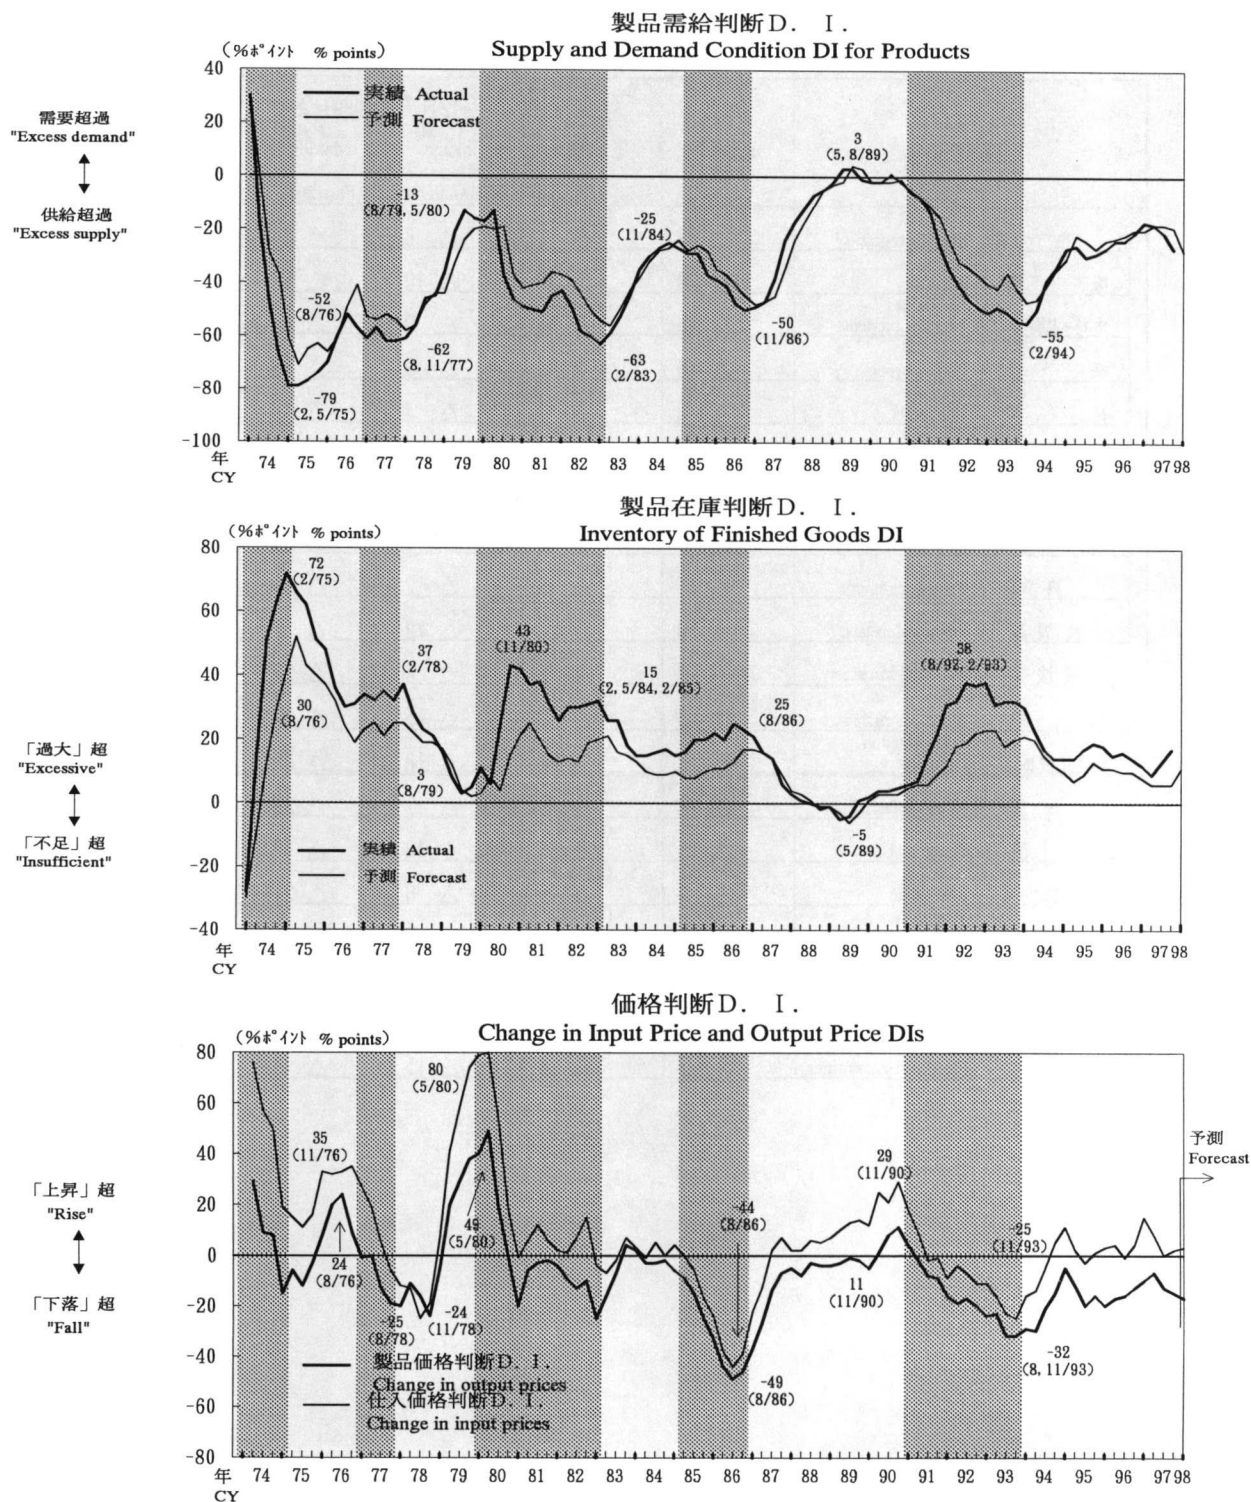 製品需給判断Ｄ．Ｉ．
Supply and Demand Condition DI for Products
(％ﾎﾟｲﾝﾄ % points)
40
20
0
-20
-40
-60
-80
-100
需要超過
"Excess demand"
供給超過
"Excess supply"
実績 Actual
予測 Forecast
3
(5, 8/89)
-13
(8/79, 5/80)
-25
(11/84)
-52
(8/76)
-62
(8, 11/77)
-63
(2/83)
-50
(11/86)
-55
(2/94)
-79
(2, 5/75)
年
CY
74 75 76 77 78 79 80 81 82 83 84 85 86 87 88 89 90 91 92 93 94 95 96 97 98
製品在庫判断Ｄ．Ｉ．
Inventory of Finished Goods DI
(％ﾎﾟｲﾝﾄ % points)
80
60
40
20
0
-20
-40
「過大」超
"Excessive"
「不足」超
"Insufficient"
72
(2/75)
37
(2/78)
43
(11/80)
15
(2, 5/84, 2/85)
38
(8/92, 2/93)
30
(8/76)
25
(8/86)
3
(8/79)
-5
(5/89)
実績 Actual
予測 Forecast
年
CY
74 75 76 77 78 79 80 81 82 83 84 85 86 87 88 89 90 91 92 93 94 95 96 97 98
価格判断Ｄ．Ｉ．
Change in Input Price and Output Price DIs
(％ﾎﾟｲﾝﾄ % points)
80
60
40
20
0
-20
-40
-60
-80
「上昇」超
"Rise"
「下落」超
"Fall"
80
(5/80)
35
(11/76)
29
(11/90)
予測
Forecast
49
(5/80)
-44
(8/86)
-25
(11/93)
24
(8/76)
-25
(8/78)
-24
(11/78)
11
(11/90)
-32
(8, 11/93)
-49
(8/86)
製品価格判断Ｄ．Ｉ．
Change in output prices
仕入価格判断Ｄ．Ｉ．
Change in input prices
年
CY
74 75 76 77 78 79 80 81 82 83 84 85 86 87 88 89 90 91 92 93 94 95 96 97 98